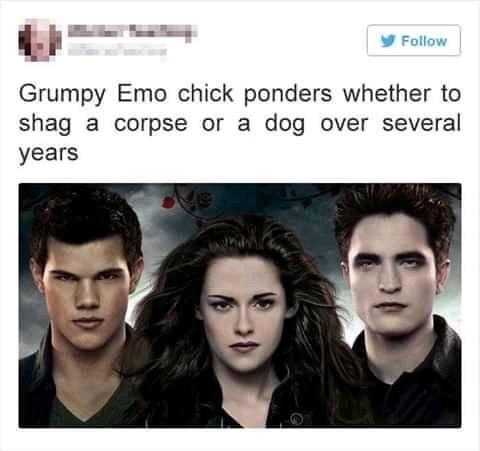 Follow
Grumpy Emo chick ponders whether to
shag a corpse or a dog over several
years